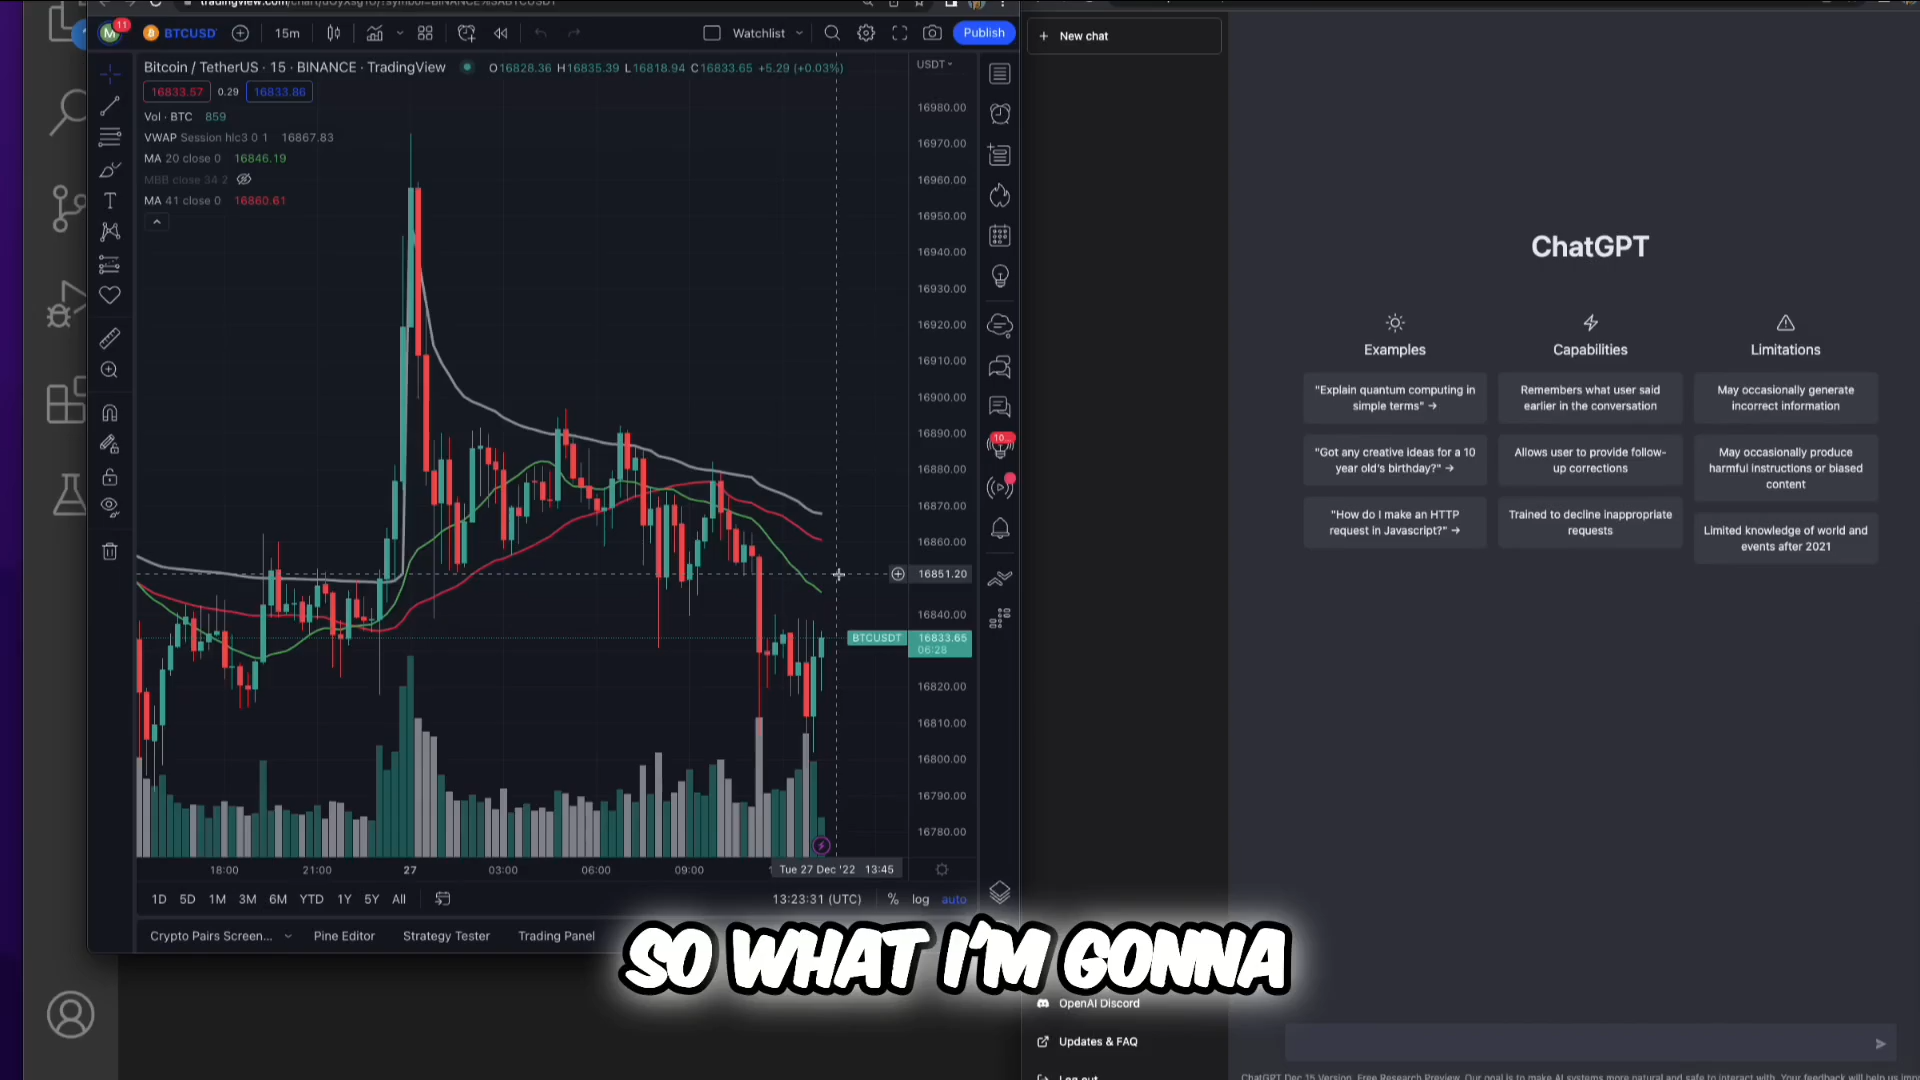 11
BTCUSD
15m
Watchlist
Publish
Bitcoin / TetherUS · 15 · BINANCE · TradingView
O16828.36 H16835.39 L16818.94 C16833.65 +5.29 (+0.03%)
USDT
16833.57 0.29 16833.86
Vol · BTC 859
VWAP Session hlc3 0 1 16867.83
MA 20 close 0 16846.19
MBB close 34 2
MA 41 close 0 16860.61
16980.00
16970.00
16960.00
16950.00
16940.00
16930.00
16920.00
16910.00
16900.00
16890.00
16880.00
16870.00
16860.00
16851.20
16840.00
BTCUSDT 16833.65
06:28
16820.00
16810.00
16800.00
16790.00
16780.00
18:00 21:00 27 03:00 06:00 09:00 Tue 27 Dec '22 13:45
1D 5D 1M 3M 6M YTD 1Y 5Y All
13:23:31 (UTC) % log auto
Crypto Pairs Screen... Pine Editor Strategy Tester Trading Panel
10...
+ New chat
ChatGPT
Examples
"Explain quantum computing in
simple terms" →
"Got any creative ideas for a 10
year old's birthday?" →
"How do I make an HTTP
request in Javascript?" →
Capabilities
Remembers what user said
earlier in the conversation
Allows user to provide follow-
up corrections
Trained to decline inappropriate
requests
Limitations
May occasionally generate
incorrect information
May occasionally produce
harmful instructions or biased
content
Limited knowledge of world and
events after 2021
SO WHAT I'M GONNA
OpenAI Discord
Updates & FAQ